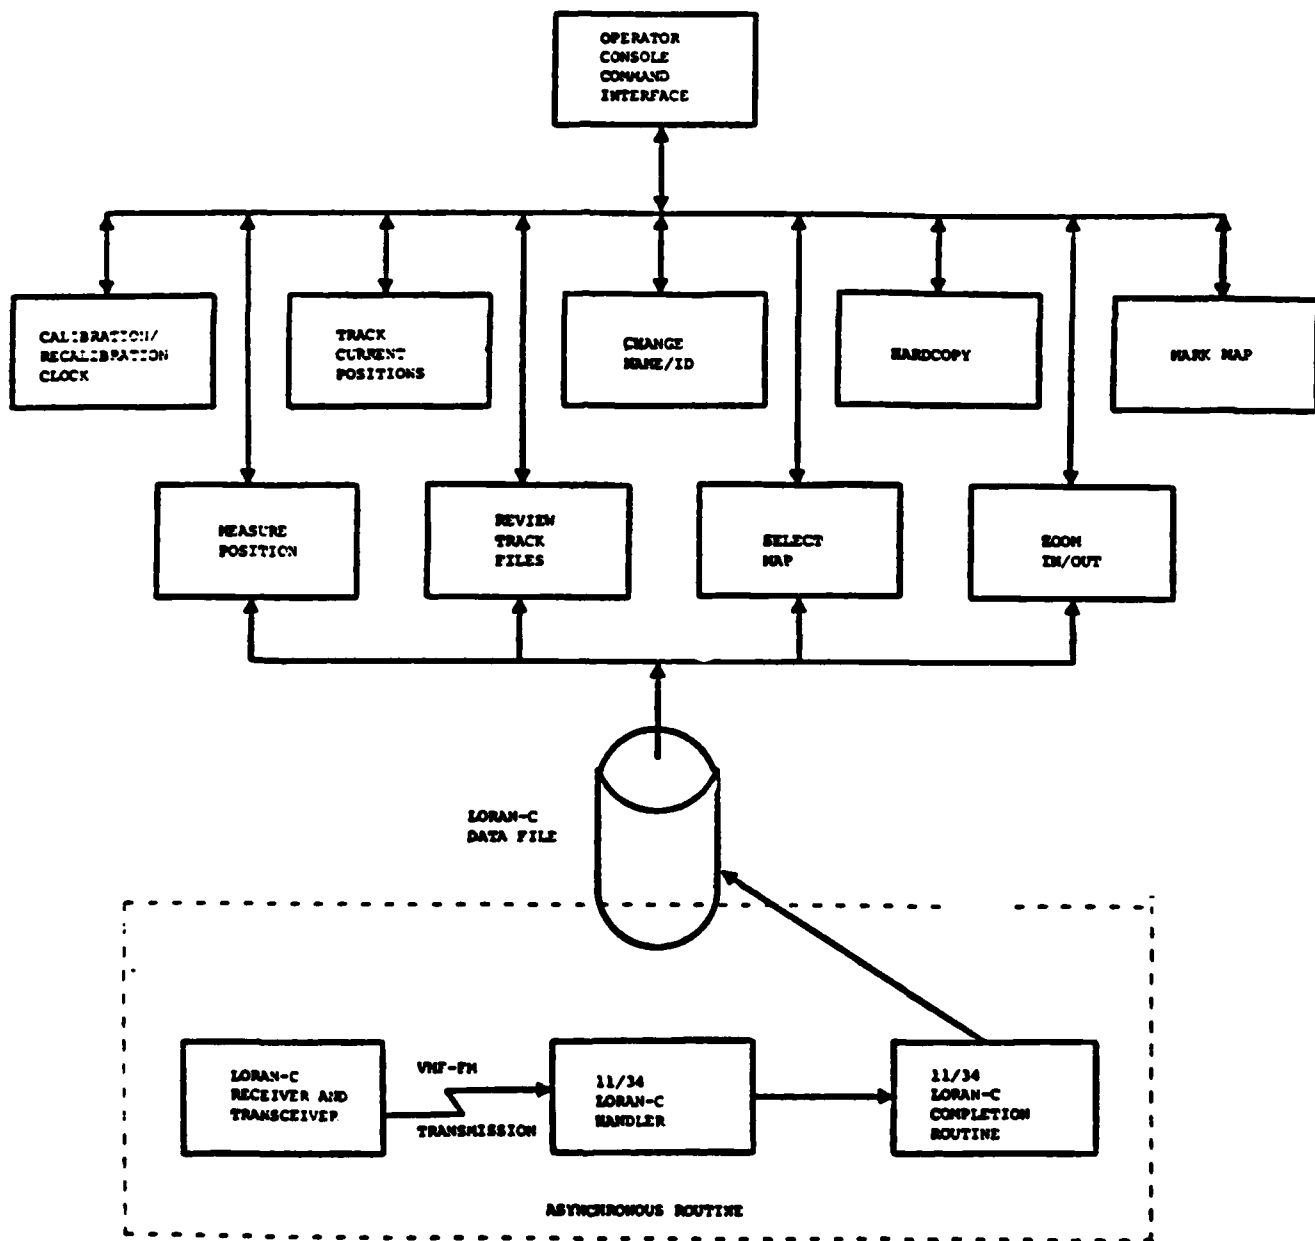 OPERATOR
CONSOLE
COMMAND
INTERFACE
CALIBRATION/
RECALIBRATION
CLOCK
TRACK
CURRENT
POSITIONS
CHANGE
NAME/ID
HARDCOPY
MARK MAP
MEASURE
POSITION
REVIEW
TRACK
FILES
SELECT
MAP
ZOOM
IN/OUT
LORAN-C
DATA FILE
LORAN-C
RECEIVER AND
TRANSCEIVER
VHF-FM
TRANSMISSION
11/34
LORAN-C
HANDLER
11/34
LORAN-C
COMPLETION
ROUTINE
ASYNCHRONOUS ROUTINE